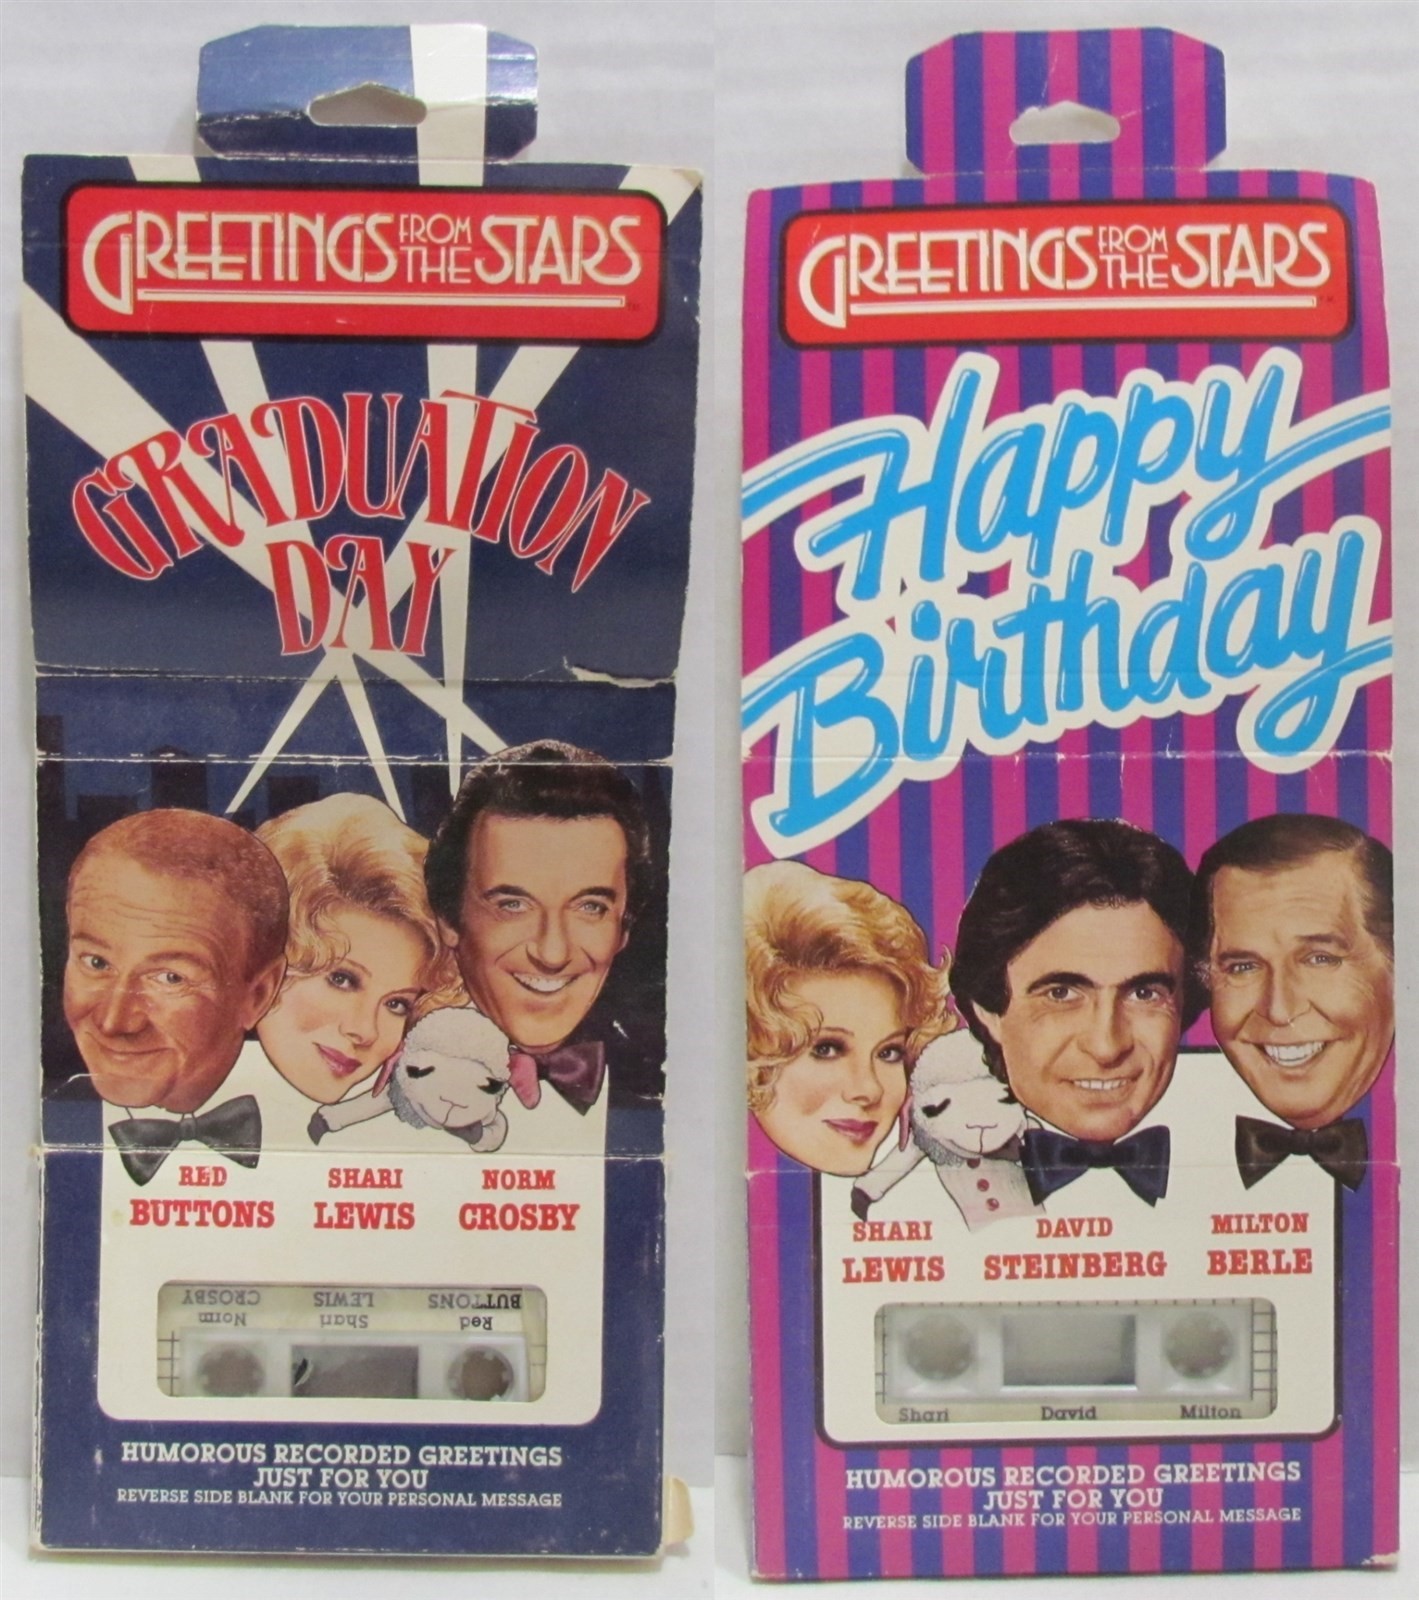 GREETINGS FROM THE STARS
GRADUATION
DAY
RED
BUTTONS
SHARI
LEWIS
NORM
CROSBY
Red
BUTTONS
Shari
LEWIS
Norm
CROSBY
HUMOROUS RECORDED GREETINGS
JUST FOR YOU
REVERSE SIDE BLANK FOR YOUR PERSONAL MESSAGE
GREETINGS FROM THE STARS
Happy
Birthday
SHARI
LEWIS
DAVID
STEINBERG
MILTON
BERLE
Shari David Milton
HUMOROUS RECORDED GREETINGS
JUST FOR YOU
REVERSE SIDE BLANK FOR YOUR PERSONAL MESSAGE